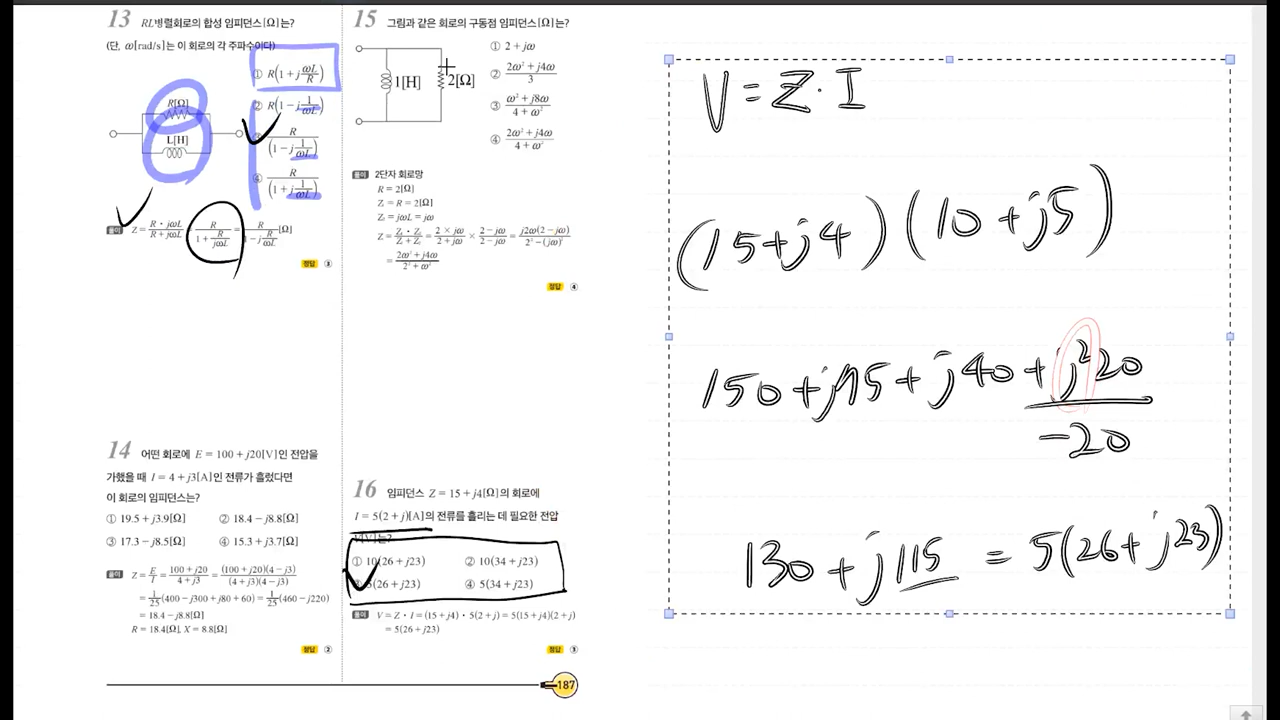 13 RL병렬회로의 합성 임피던스[Ω]는?
(단, ω[rad/s]는 이 회로의 각 주파수이다)
R[Ω]
L[H]
① R(1+j ωL/R)
② R(1-j 1/ωL)
R/(1-j 1/ωL)
④ R/(1+j 1/ωL)
풀이 Z = R·jωL/R+jωL = R/(1+R/jωL) = R/(1-j R/ωL) [Ω]
정답 ③
14 어떤 회로에 E = 100 + j20[V]인 전압을
가했을 때 I = 4 + j3[A]인 전류가 흘렀다면
이 회로의 임피던스는?
① 19.5 + j3.9[Ω] ② 18.4 - j8.8[Ω]
③ 17.3 - j8.5[Ω] ④ 15.3 + j3.7[Ω]
풀이 Z = E/I = 100+j20/4+j3 = (100+j20)(4-j3)/(4+j3)(4-j3)
= 1/25(400 - j300 + j80 + 60) = 1/25(460 - j220)
= 18.4 - j8.8[Ω]
R = 18.4[Ω], X = 8.8[Ω]
정답 ②
15 그림과 같은 회로의 구동점 임피던스[Ω]는?
1[H]
2[Ω]
① 2 + jω
② 2ω²+j4ω/3
③ ω²+j8ω/4+ω²
④ 2ω²+j4ω/4+ω²
풀이 2단자 회로망
R = 2[Ω]
= R = 2[Ω]
= jωL = jω
= 2×jω/2+jω × 2-jω/2-jω = j2ω(2-jω)/2²-(jω)²
= 2ω²+j4ω/2²+ω²
정답 ④
16 임피던스 Z = 15 + j4[Ω]의 회로에
I = 5(2 + j)[A]의 전류를 흘리는 데 필요한 전압
V[V]는?
① 10(26 + j23) ② 10(34 + j23)
5(26 + j23) ④ 5(34 + j23)
풀이 V = Z · I = (15 + j4) · 5(2 + j) = 5(15 + j4)(2 + j)
= 5(26 + j23)
정답 ③
187
V = Z · I
(15 + j4)(10 + j5)
150 + j75 + j40 + j²20
-20
130 + j115 = 5(26 + j23)